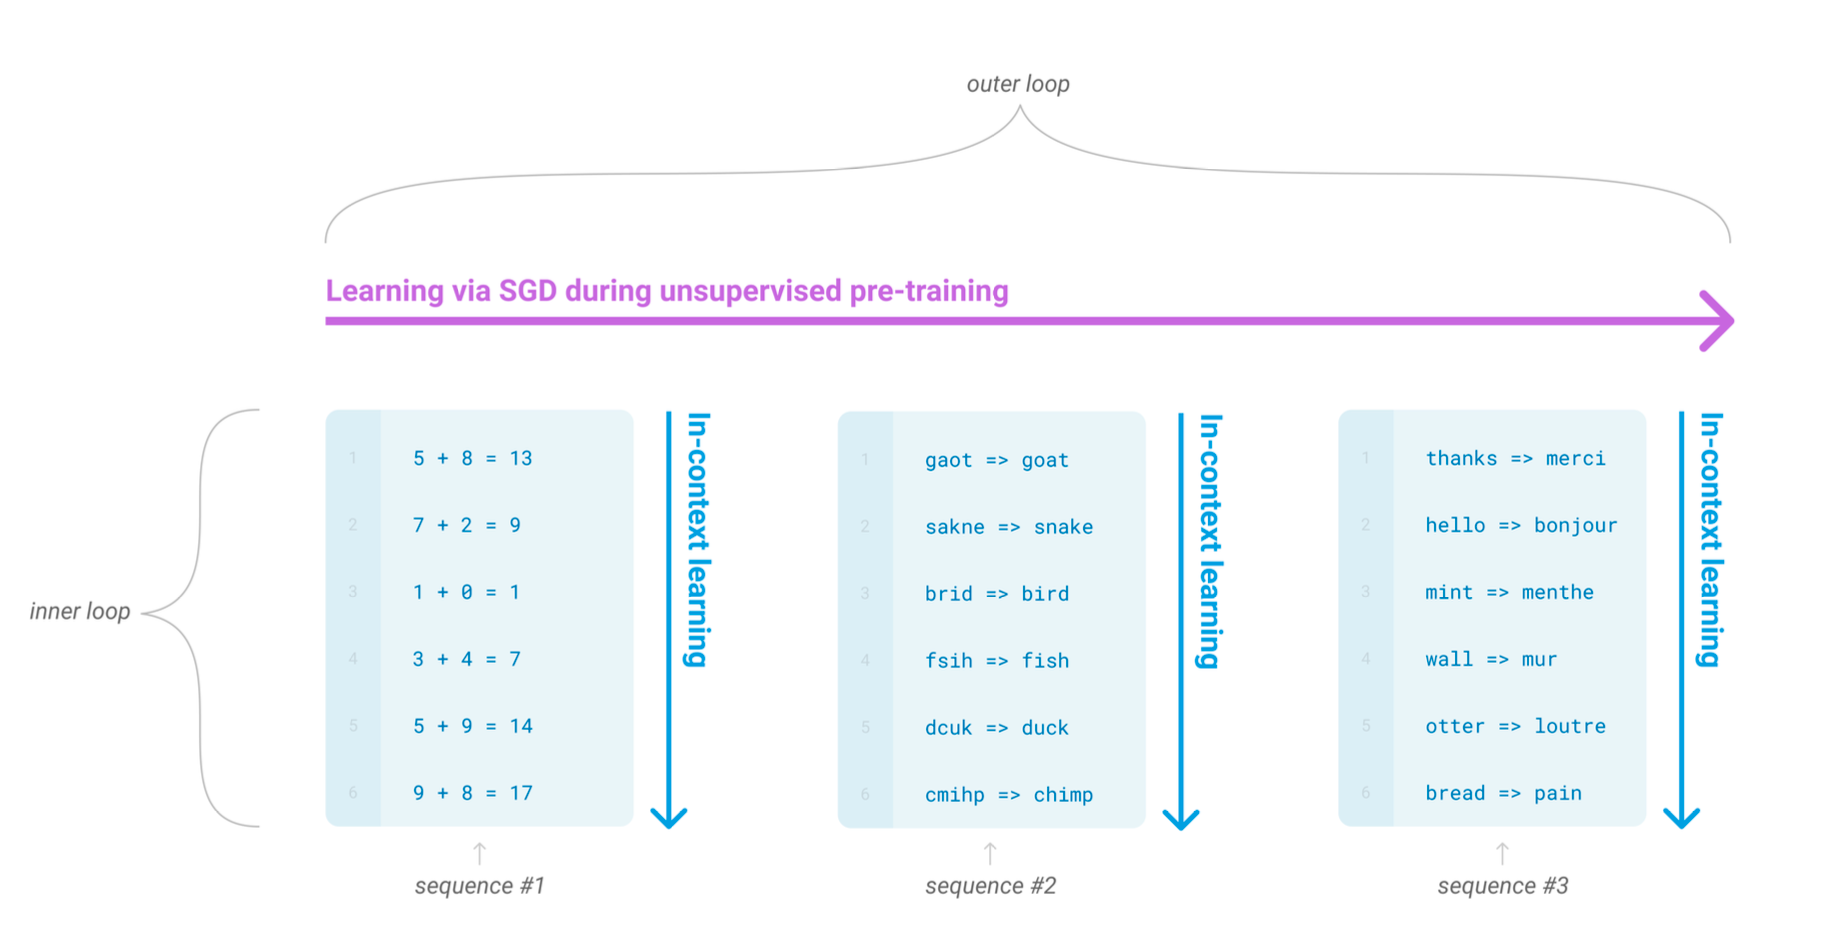 outer loop
Learning via SGD during unsupervised pre-training
inner loop
1 5 + 8 = 13
2 7 + 2 = 9
3 1 + 0 = 1
4 3 + 4 = 7
5 5 + 9 = 14
6 9 + 8 = 17
In-context learning
sequence #1
1 gaot => goat
2 sakne => snake
3 brid => bird
4 fsih => fish
5 dcuk => duck
6 cmihp => chimp
In-context learning
sequence #2
1 thanks => merci
2 hello => bonjour
3 mint => menthe
4 wall => mur
5 otter => loutre
6 bread => pain
In-context learning
sequence #3